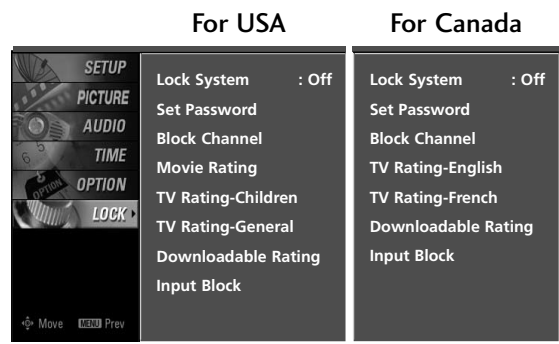 For USA
For Canada
SETUP
PICTURE
AUDIO
TIME
OPTION
LOCK
Move MENU Prev
Lock System : Off
Set Password
Block Channel
Movie Rating
TV Rating-Children
TV Rating-General
Downloadable Rating
Input Block
Lock System : Off
Set Password
Block Channel
TV Rating-English
TV Rating-French
Downloadable Rating
Input Block